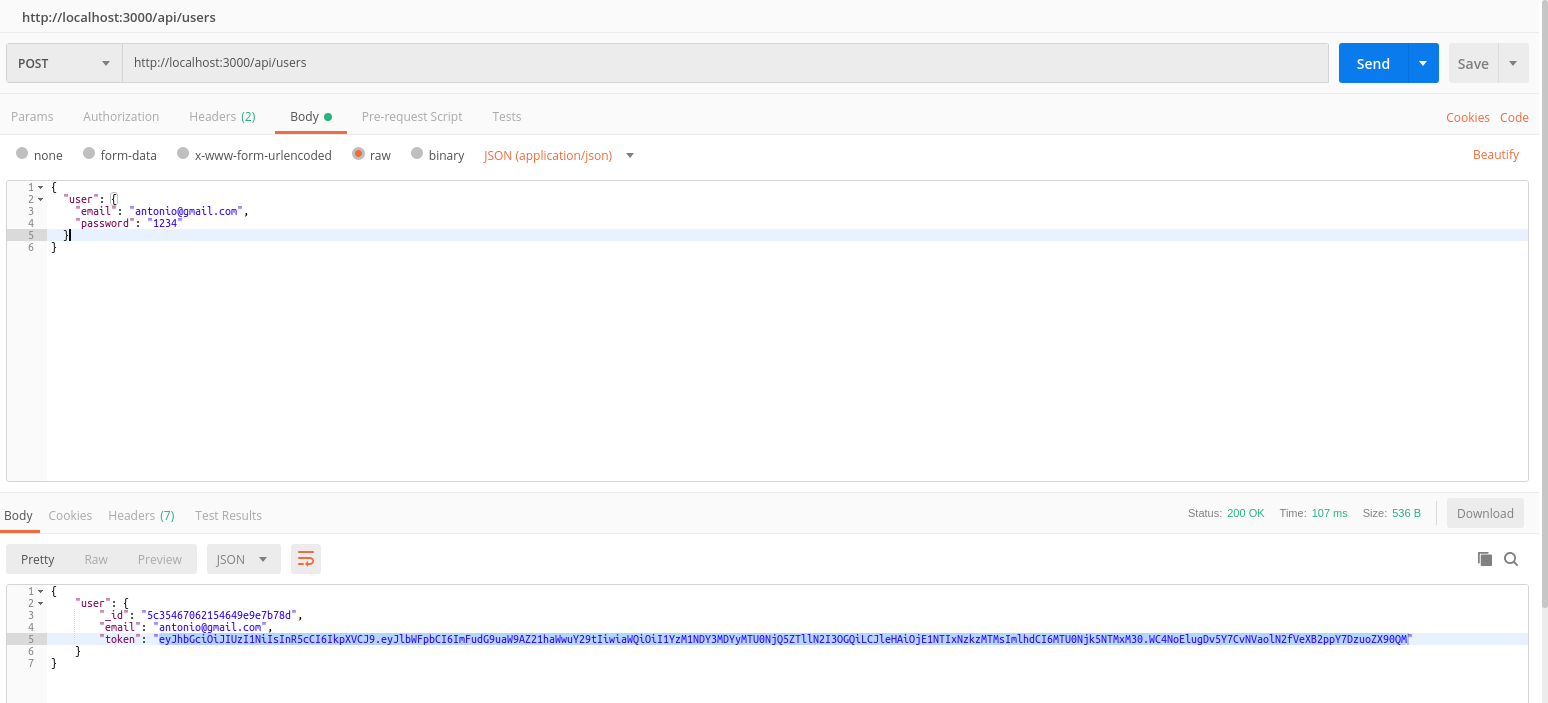 http://localhost:3000/api/users
POST http://localhost:3000/api/users Send Save
Params Authorization Headers (2) Body Pre-request Script Tests Cookies Code
none form-data x-www-form-urlencoded raw binary JSON (application/json) Beautify
1 {
2 "user": {
3 "email": "antonio@gmail.com",
4 "password": "1234"
5 }
6 }
Body Cookies Headers (7) Test Results Status: 200 OK Time: 107 ms Size: 536 B Download
Pretty Raw Preview JSON
1 {
2 "user": {
3 "_id": "5c35467062154649e9e7b78d",
4 "email": "antonio@gmail.com",
5 "token": "eyJhbGciOiJIUzI1NiIsInR5cCI6IkpXVCJ9.eyJlbWFpbCI6ImFudG9uaW9AZ21haWwuY29tIiwiaWQiOiI1YzM1NDY3MDYyMTU0NjQ5ZTllN2I3OGQiLCJleHAiOjE1NTIxNzkzMTMsImlhdCI6MTU0Njk5NTMxM30.WC4NoElugDv5Y7CvNVaolN2fVeXB2ppY7DzuoZX90QM"
6 }
7 }